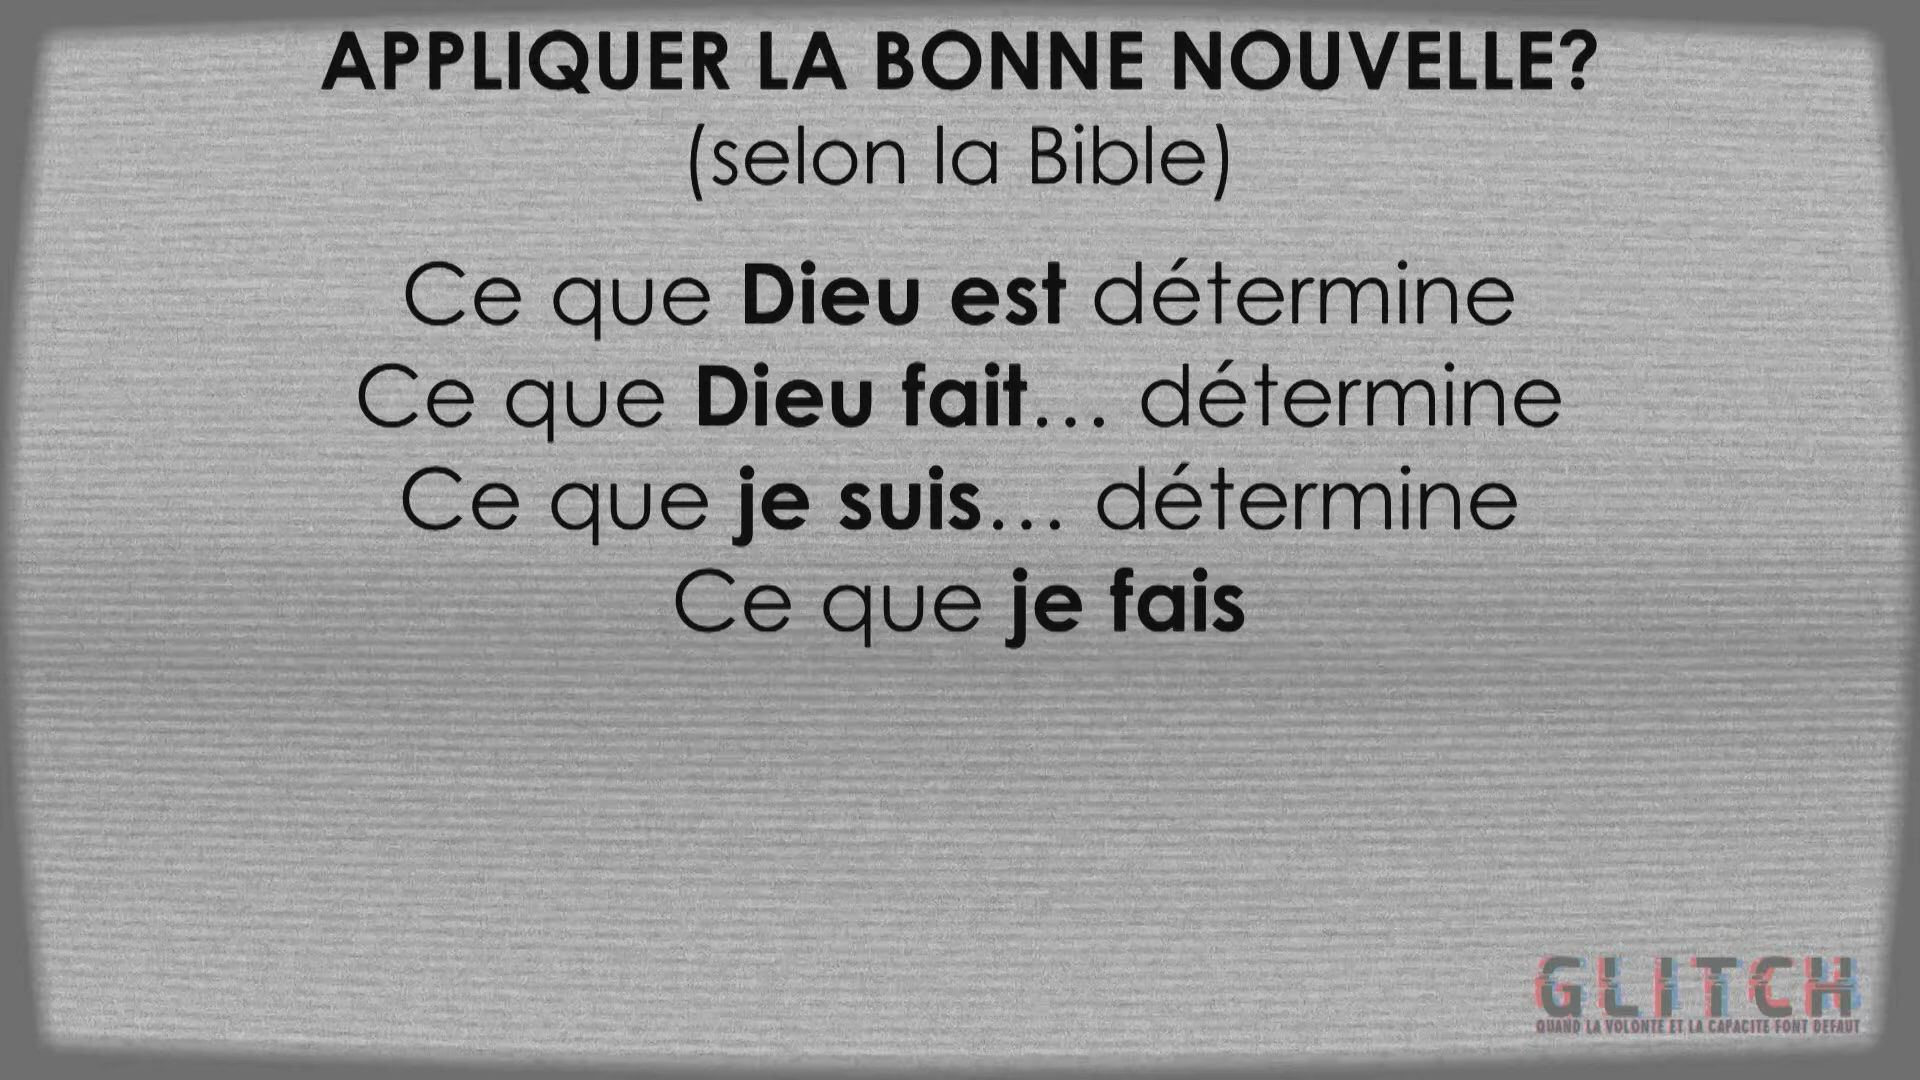 APPLIQUER LA BONNE NOUVELLE?
(selon la Bible)
Ce que Dieu est détermine
Ce que Dieu fait… détermine
Ce que je suis… détermine
Ce que je fais
GLITCH
QUAND LA VOLONTE ET LA CAPACITE FONT DEFAUT